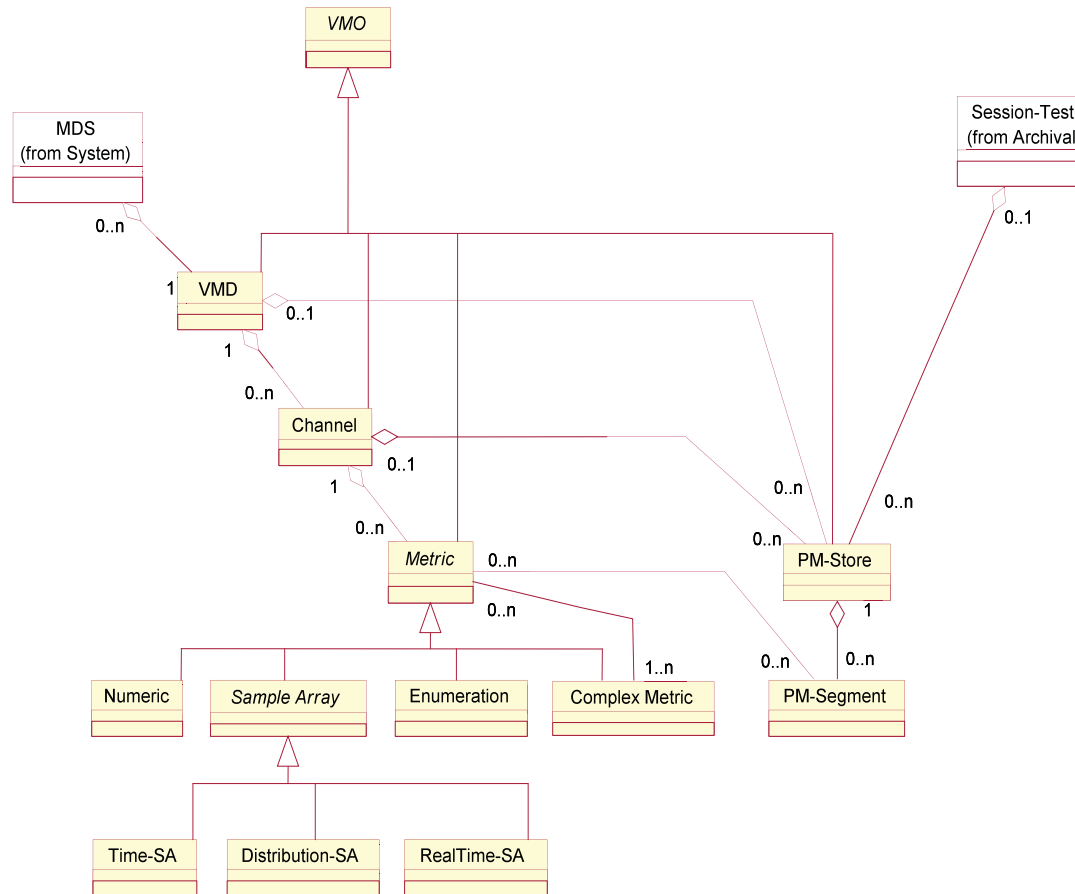 VMO
MDS
(from System)
Session-Test
(from Archival
0..n
0..1
1
VMD
0..1
1
0..n
Channel
0..1
1
0..n
0..n
0..n
0..n
Metric
0..n
PM-Store
0..n
1
0..n
0..n
1..n
Numeric
Sample Array
Enumeration
Complex Metric
PM-Segment
Time-SA
Distribution-SA
RealTime-SA